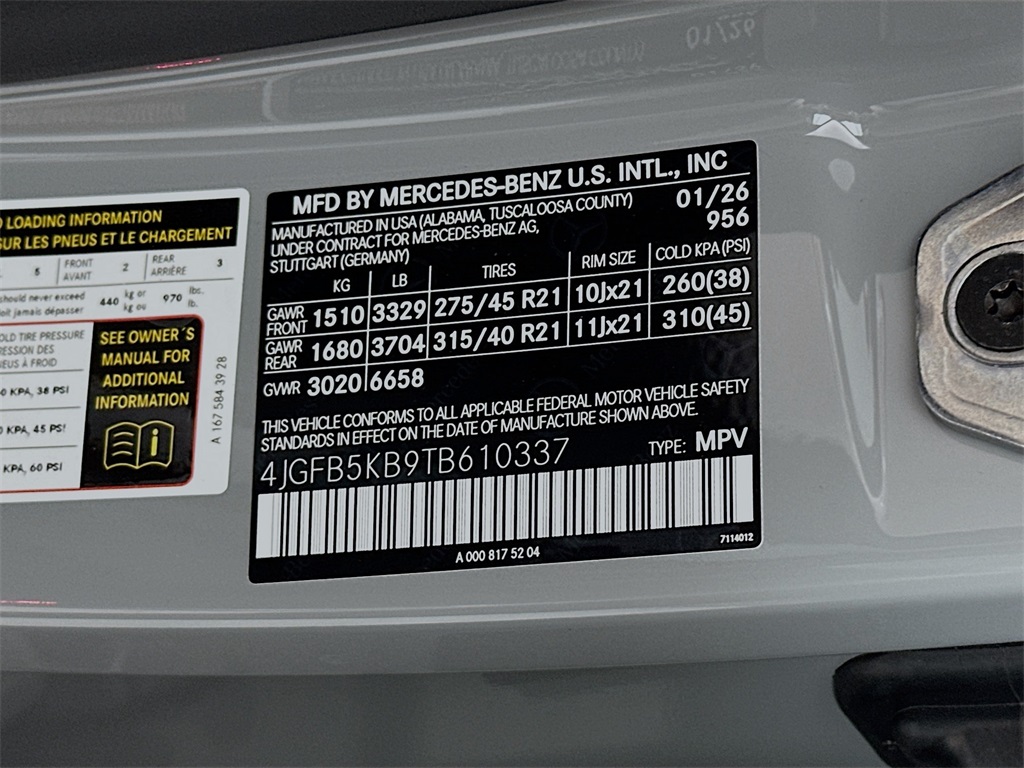 LOADING INFORMATION
SUR LES PNEUS ET LE CHARGEMENT
5 FRONT AVANT 2 REAR ARRIÈRE 3
should never exceed 440 kg or kg ou 970 lbs. lb.
jamais dépasser
OLD TIRE PRESSURE
À FROID
KPA, 38 PSI
KPA, 45 PSI
KPA, 60 PSI
SEE OWNER´S
MANUAL FOR
ADDITIONAL
INFORMATION
A 167 584 39 28
MFD BY MERCEDES-BENZ U.S. INTL., INC
MANUFACTURED IN USA (ALABAMA, TUSCALOOSA COUNTY) 01/26
UNDER CONTRACT FOR MERCEDES-BENZ AG, 956
STUTTGART (GERMANY)
KG LB TIRES RIM SIZE COLD KPA (PSI)
GAWR FRONT 1510 3329 275/45 R21 10Jx21 260(38)
GAWR REAR 1680 3704 315/40 R21 11Jx21 310(45)
GVWR 3020 6658
THIS VEHICLE CONFORMS TO ALL APPLICABLE FEDERAL MOTOR VEHICLE SAFETY
STANDARDS IN EFFECT ON THE DATE OF MANUFACTURE SHOWN ABOVE.
4JGFB5KB9TB610337 TYPE: MPV
A 000 817 52 04
7114012